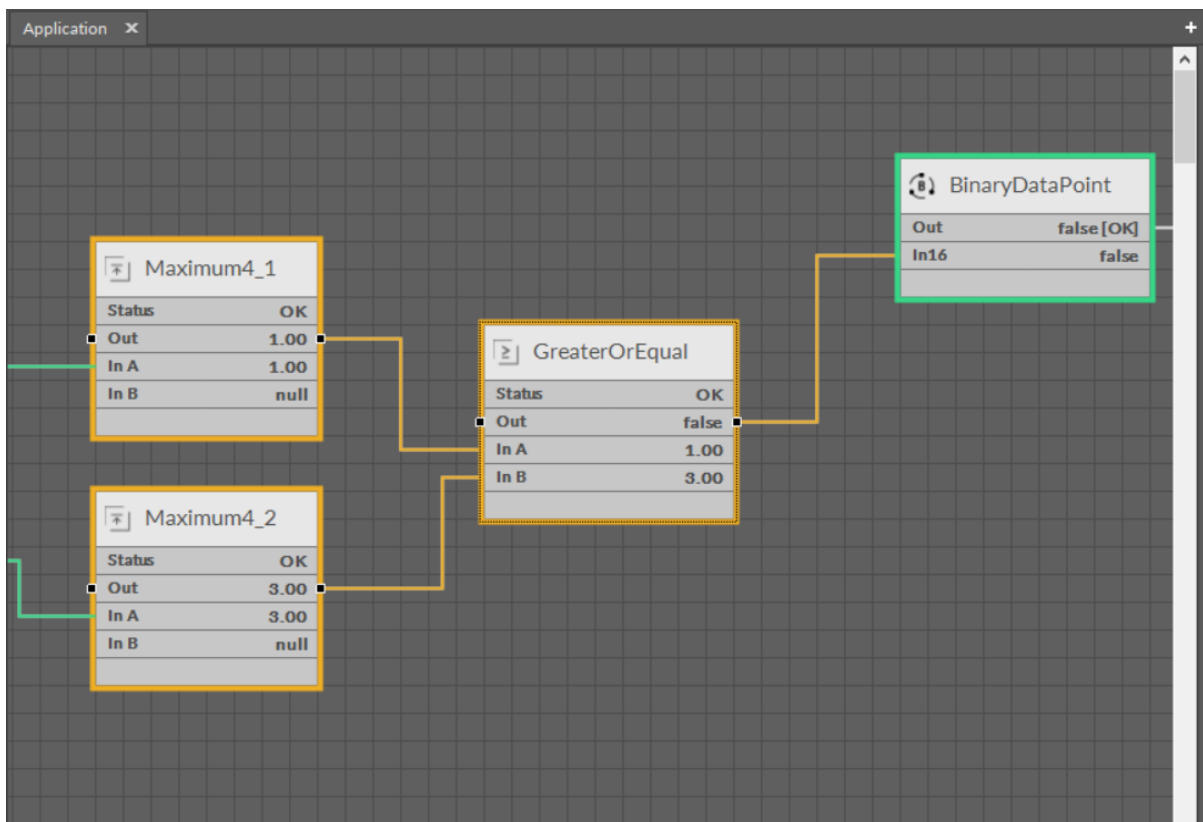 Application ×
+
BinaryDataPoint
Out false [OK]
In16 false
Maximum4_1
Status OK
Out 1.00
In A 1.00
In B null
≥ GreaterOrEqual
Status OK
Out false
In A 1.00
In B 3.00
Maximum4_2
Status OK
Out 3.00
In A 3.00
In B null